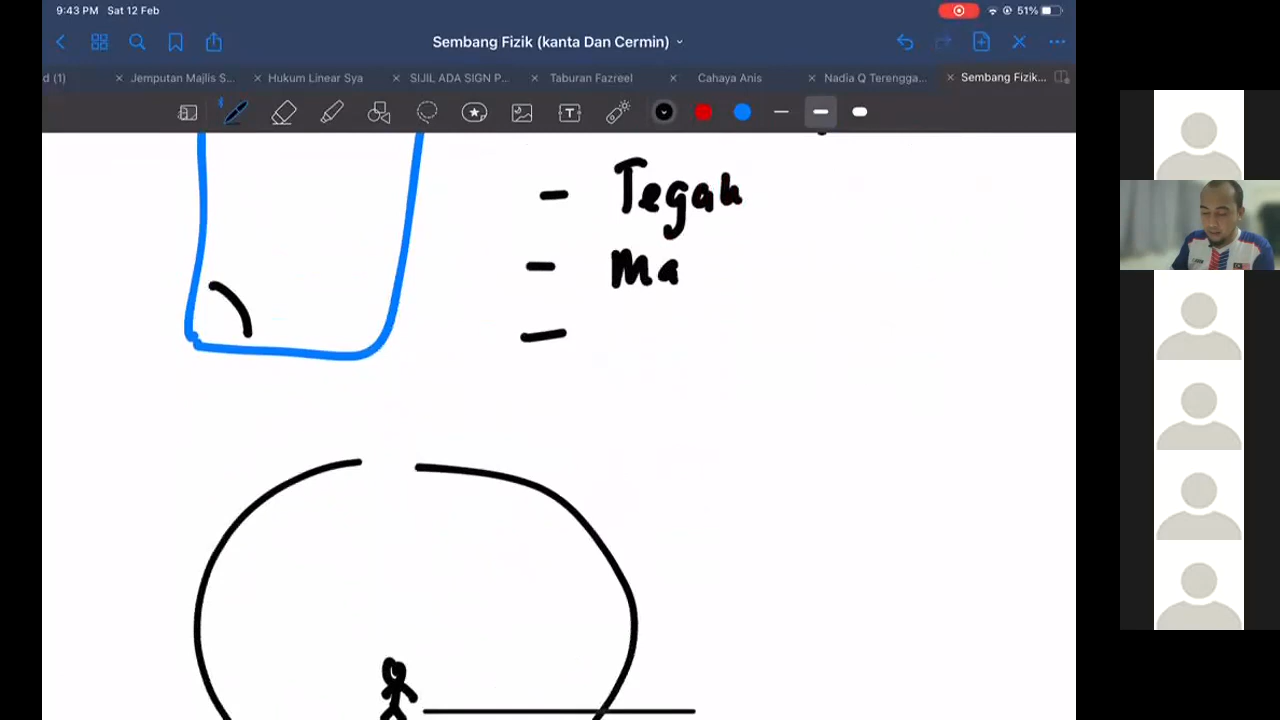 9:43 PM Sat 12 Feb
51%
Sembang Fizik (kanta Dan Cermin)
d (1)
Jemputan Majlis S...
Hukum Linear Sya
SIJIL ADA SIGN P...
Taburan Fazreel
Cahaya Anis
Nadia Q Terengga...
Sembang Fizik...
- Tegak
- Ma
-